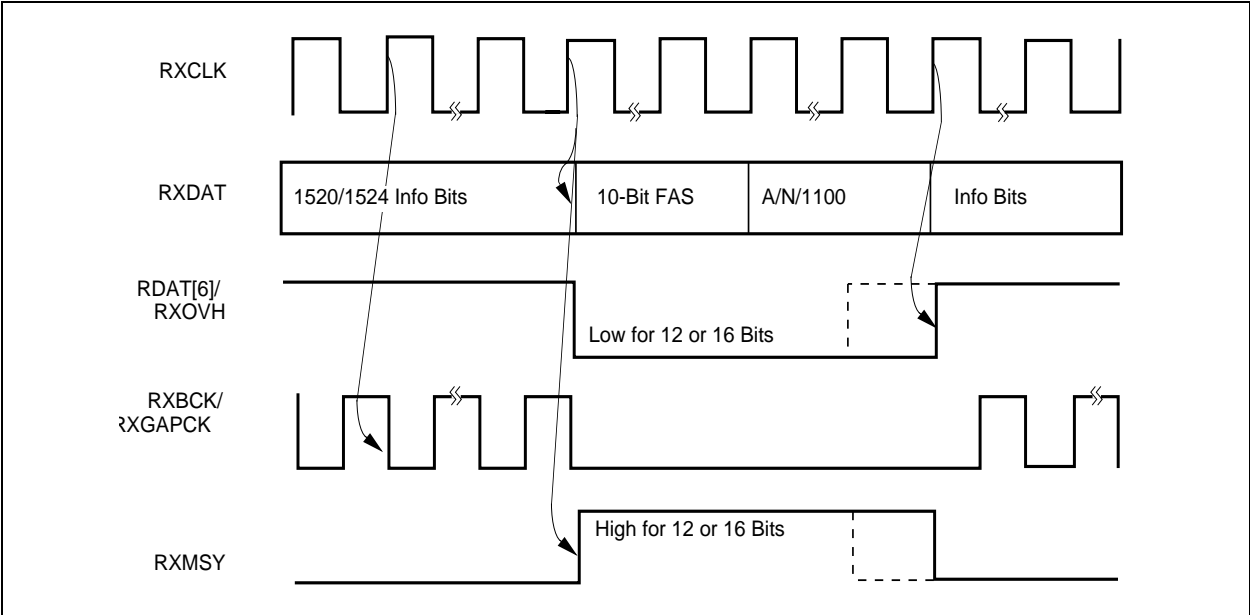 RXCLK
RXDAT
1520/1524 Info Bits
10-Bit FAS
A/N/1100
Info Bits
RDAT[6]/
RXOVH
Low for 12 or 16 Bits
RXBCK/
RXGAPCK
High for 12 or 16 Bits
RXMSY